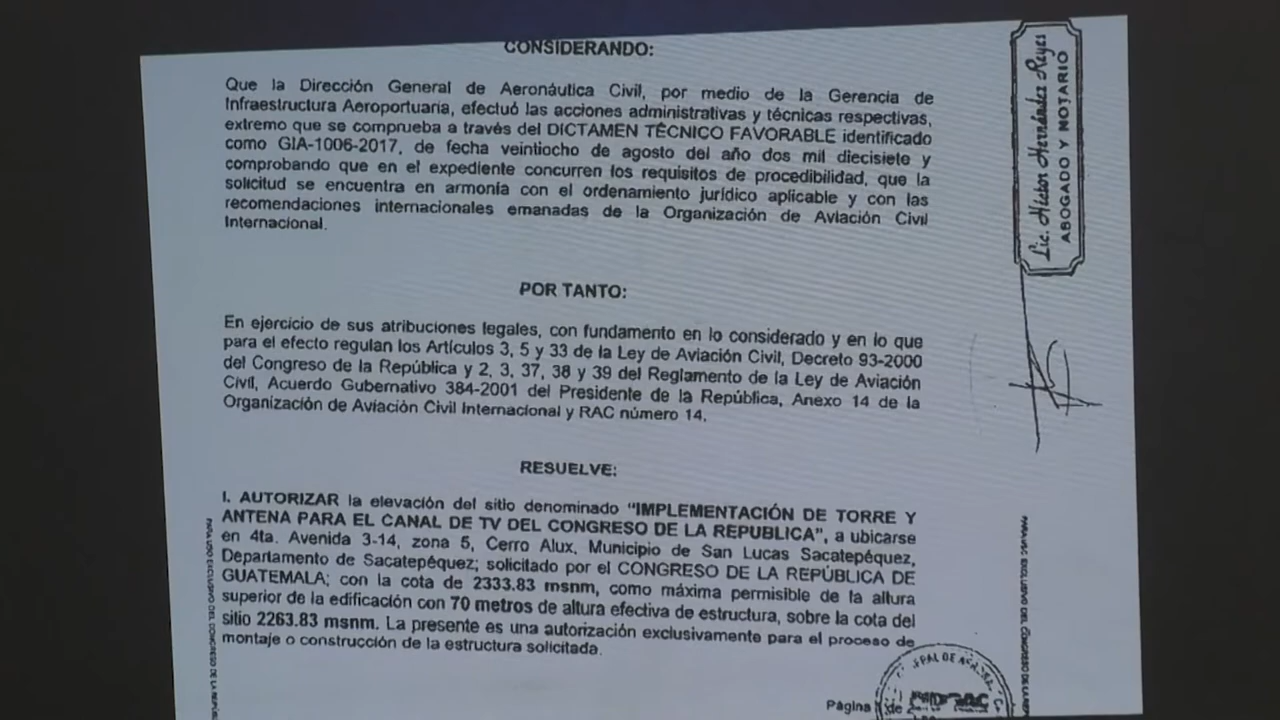 CONSIDERANDO:
Que la Dirección General de Aeronáutica Civil, por medio de la Gerencia de
Infraestructura Aeroportuaria, efectuó las acciones administrativas y técnicas respectivas,
extremo que se comprueba a través del DICTAMEN TÉCNICO FAVORABLE identificado
como GIA-1006-2017, de fecha veintiocho de agosto del año dos mil diecisiete y
comprobando que en el expediente concurren los requisitos de procedibilidad, que la
solicitud se encuentra en armonía con el ordenamiento jurídico aplicable y con las
recomendaciones internacionales emanadas de la Organización de Aviación Civil
Internacional.
POR TANTO:
En ejercicio de sus atribuciones legales, con fundamento en lo considerado y en lo que
para el efecto regulan los Artículos 3, 5 y 33 de la Ley de Aviación Civil, Decreto 93-2000
del Congreso de la República y 2, 3, 37, 38 y 39 del Reglamento de la Ley de Aviación
Civil, Acuerdo Gubernativo 384-2001 del Presidente de la República, Anexo 14 de la
Organización de Aviación Civil Internacional y RAC número 14.
RESUELVE:
I. AUTORIZAR la elevación del sitio denominado "IMPLEMENTACIÓN DE TORRE Y
ANTENA PARA EL CANAL DE TV DEL CONGRESO DE LA REPUBLICA", a ubicarse
en 4ta. Avenida 3-14, zona 5, Cerro Alux, Municipio de San Lucas Sacatepéquez,
Departamento de Sacatepéquez; solicitado por el CONGRESO DE LA REPÚBLICA DE
GUATEMALA; con la cota de 2333.83 msnm, como máxima permisible de la altura
superior de la edificación con 70 metros de altura efectiva de estructura, sobre la cota del
sitio 2263.83 msnm. La presente es una autorización exclusivamente para el proceso de
montaje o construcción de la estructura solicitada.
Página de
Lic. Héctor Hernández Reyes
ABOGADO Y NOTARIO
PARA USO EXCLUSIVO DEL CONGRESO DE LA
EXCLUSIVO DEL CONGRESO DE LA